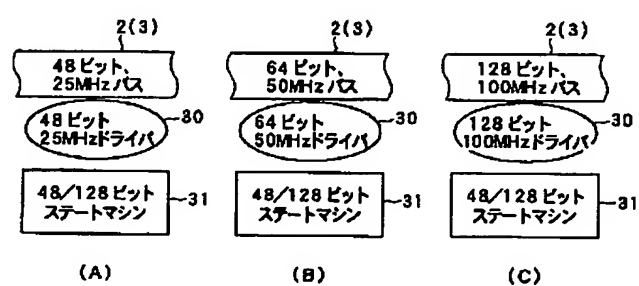 2(3)
48ビット、
25MHzバス
48ビット
25MHzドライバ
30
48/128ビット
ステートマシン
31
(A)
2(3)
64ビット、
50MHzバス
64ビット
50MHzドライバ
30
48/128ビット
ステートマシン
31
(B)
2(3)
128ビット、
100MHzバス
128ビット
100MHzドライバ
30
48/128ビット
ステートマシン
31
(C)